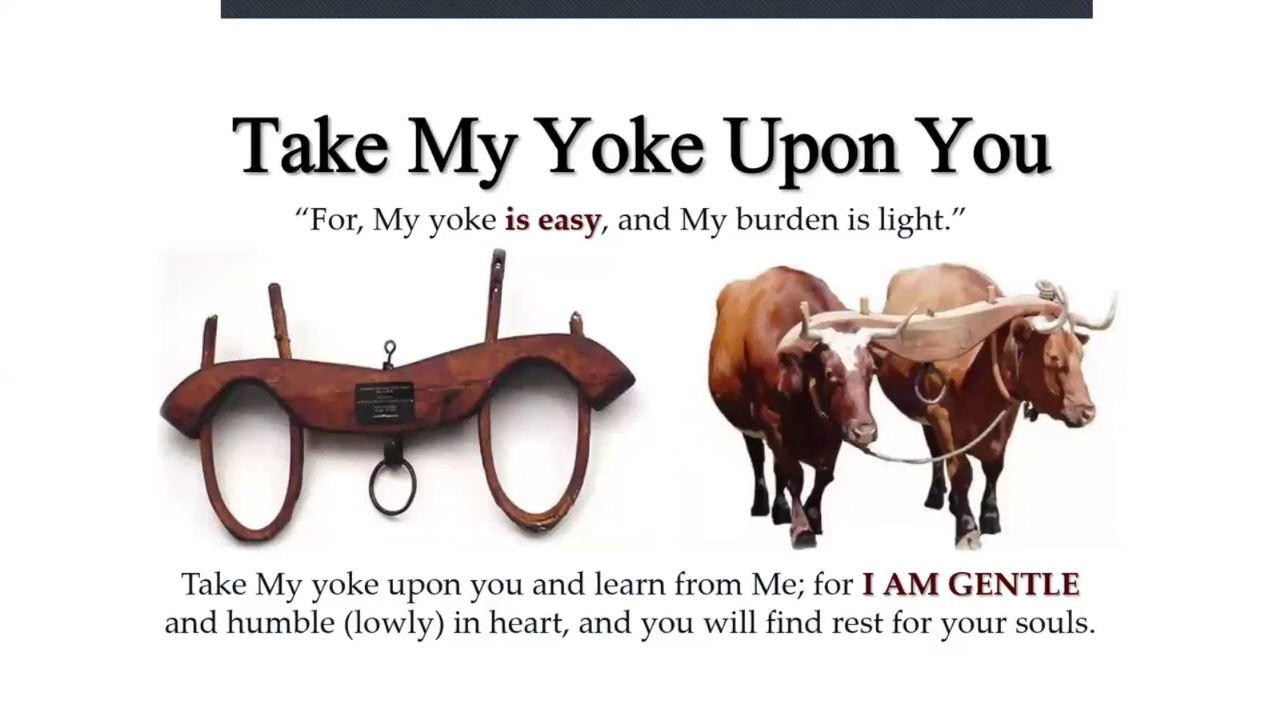 Take My Yoke Upon You
“For, My yoke is easy, and My burden is light.”
Take My yoke upon you and learn from Me; for I AM GENTLE
and humble (lowly) in heart, and you will find rest for your souls.